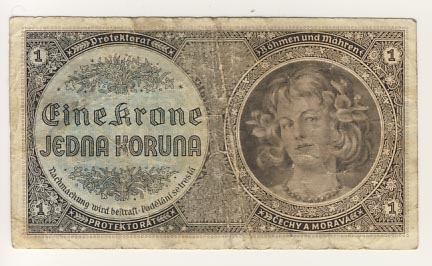 1
Protektorat
Böhmen und Mähren
1
Eine Krone
JEDNA KORUNA
Nachmachung wird bestraft · Padělání se trestá
1
PROTEKTORÁT
ČECHY A MORAVA
1